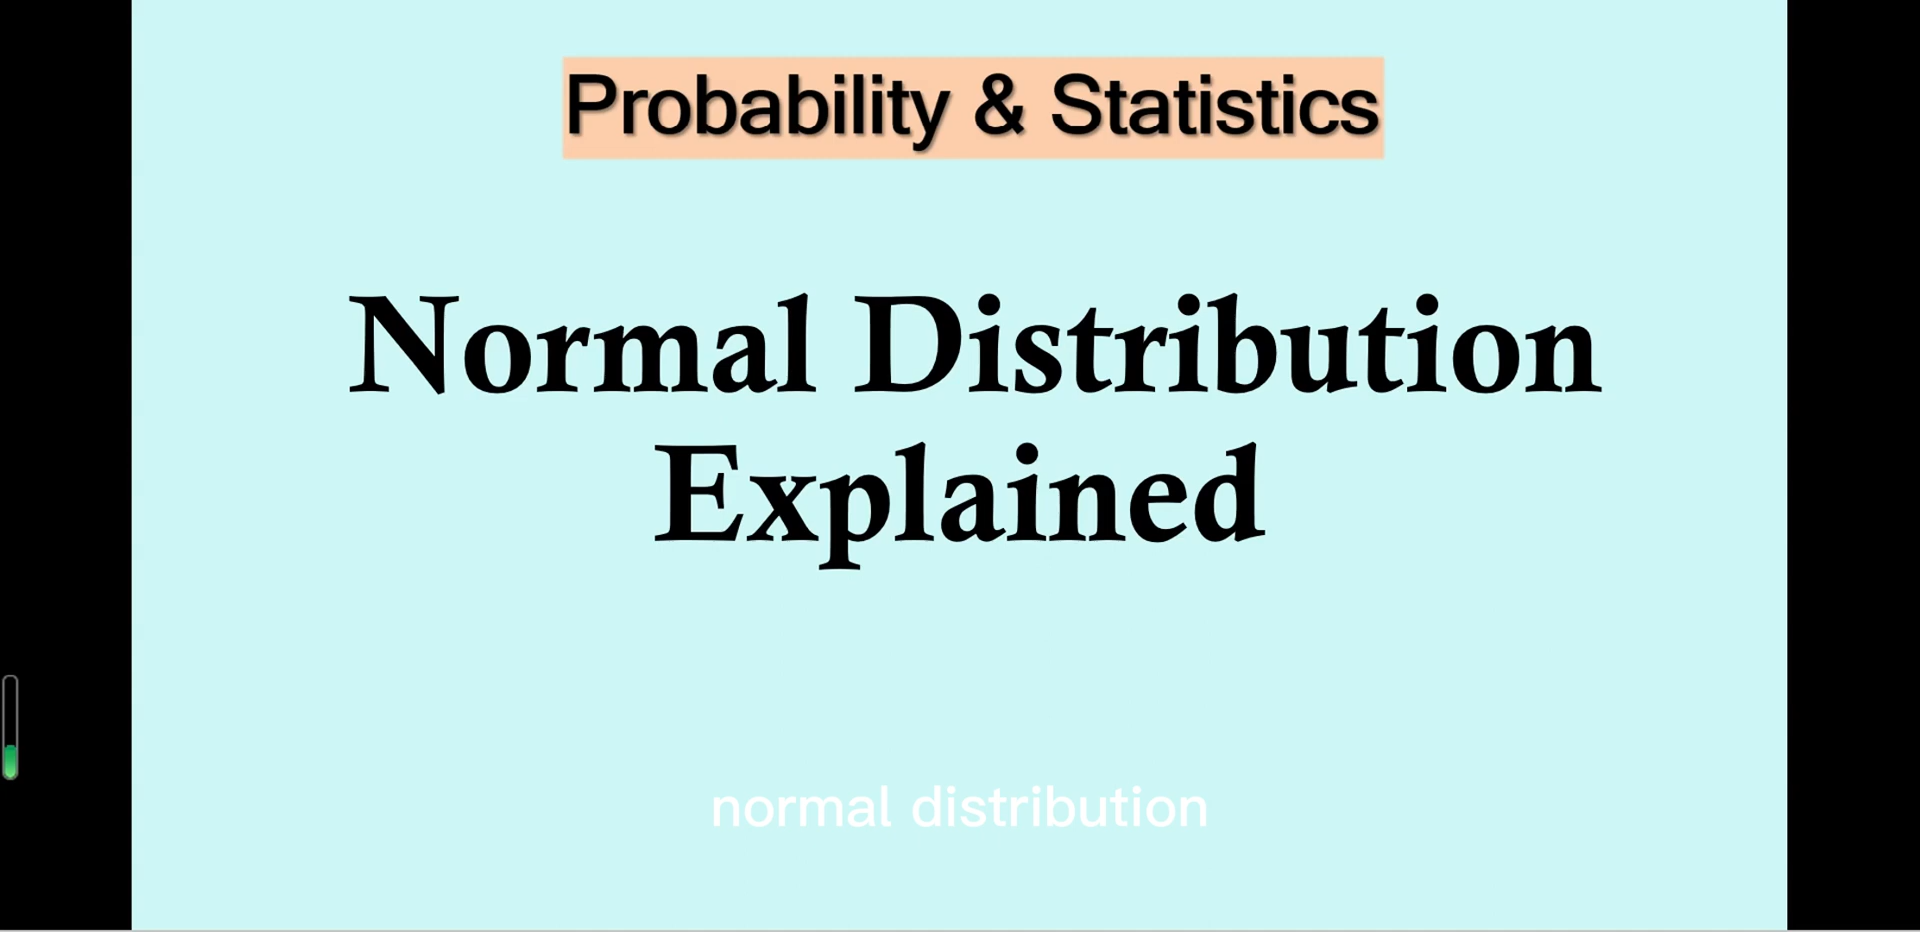 Probability & Statistics
Normal Distribution
Explained
normal distribution